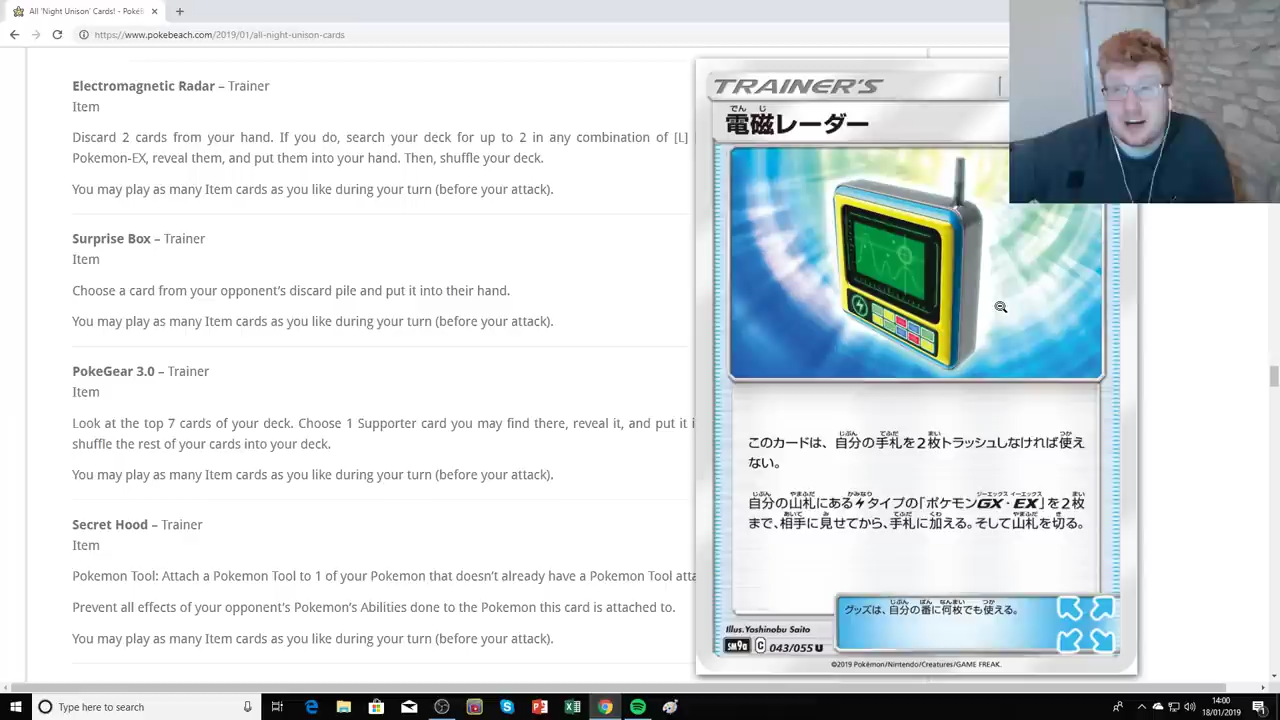 All 'Night Unison' Cards! - Poké
https://www.pokebeach.com/2019/01/all-night-unison-cards
Electromagnetic Radar – Trainer
Item
Discard 2 cards from your hand. If you do, search your deck for up to 2 in any combination of [L]
Pokemon-EX, reveal them, and put them into your hand. Then, shuffle your deck.
You may play as many Item cards as you like during your turn (before your attack).
Surprise Box – Trainer
Item
Choose a card from your opponent's discard pile and put it into their hand.
You may play as many Item cards as you like during your turn (before your attack).
PokeGear 3.0 – Trainer
Item
Look at the top 7 cards of your deck. Choose 1 Supporter card you may find there, reveal it, and put it i
shuffle the rest of your cards into your deck.
You may play as many Item cards as you like during your turn (before your attack).
Secret Hood – Trainer
Item
Pokemon Tool: Attach a Pokemon Tool to 1 of your Pokemon that doesn't already have a Pokemon Tool atta
Prevent all effects of your opponent's Pokemon's Abilities done to the Pokemon this card is attached to.
You may play as many Item cards as you like during your turn (before your attack).
TRAINER'S
でん じ
電磁レーダー
このカードは、自分の手札を2枚トラッシュしなければ使え
ない。
自分の山札にあるタイプの「ポケモンGX・EX」を2枚
まで、相手に見せてから、手札に加える。そして山札を切る。
グッズは、自分の番に何枚でも使える。
Illus.Yoshinobu Saito
SM9a C 043/055 U
©2019 Pokémon/Nintendo/Creatures/GAME FREAK.
Type here to search
14:00
18/01/2019